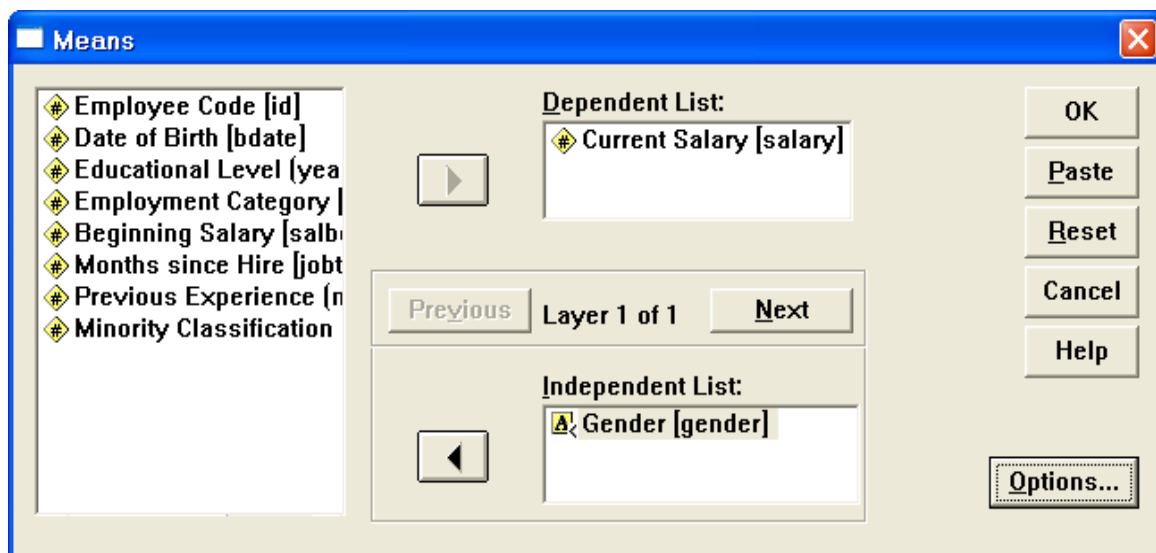 Means
Employee Code [id]
Date of Birth [bdate]
Educational Level (yea
Employment Category [
Beginning Salary [salb
Months since Hire [jobt
Previous Experience (n
Minority Classification
Dependent List:
Current Salary [salary]
Previous
Layer 1 of 1
Next
Independent List:
Gender [gender]
OK
Paste
Reset
Cancel
Help
Options...